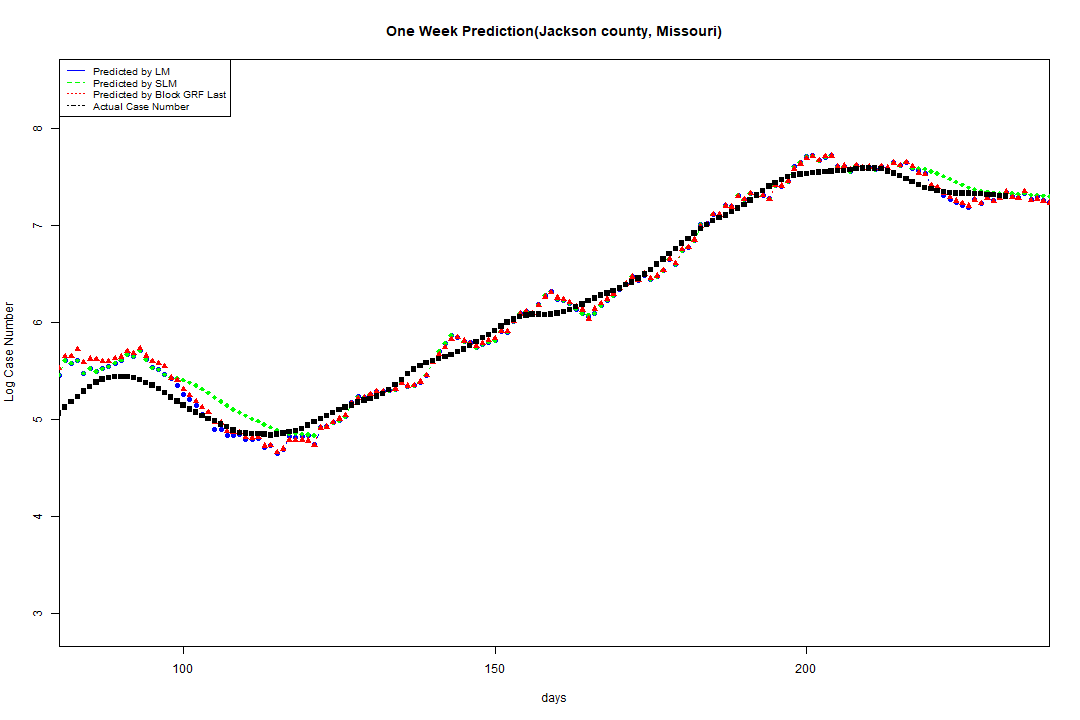 One Week Prediction(Jackson county, Missouri)
Predicted by LM
Predicted by SLM
Predicted by Block GRF Last
Actual Case Number
8
7
6
5
4
3
Log Case Number
100 150 200
days